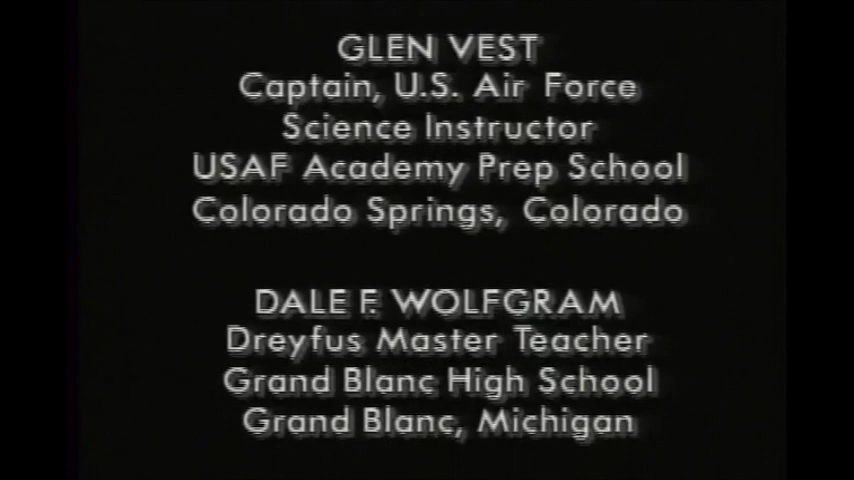 GLEN VEST
Captain, U.S. Air Force
Science Instructor
USAF Academy Prep School
Colorado Springs, Colorado
DALE F. WOLFGRAM
Dreyfus Master Teacher
Grand Blanc High School
Grand Blanc, Michigan